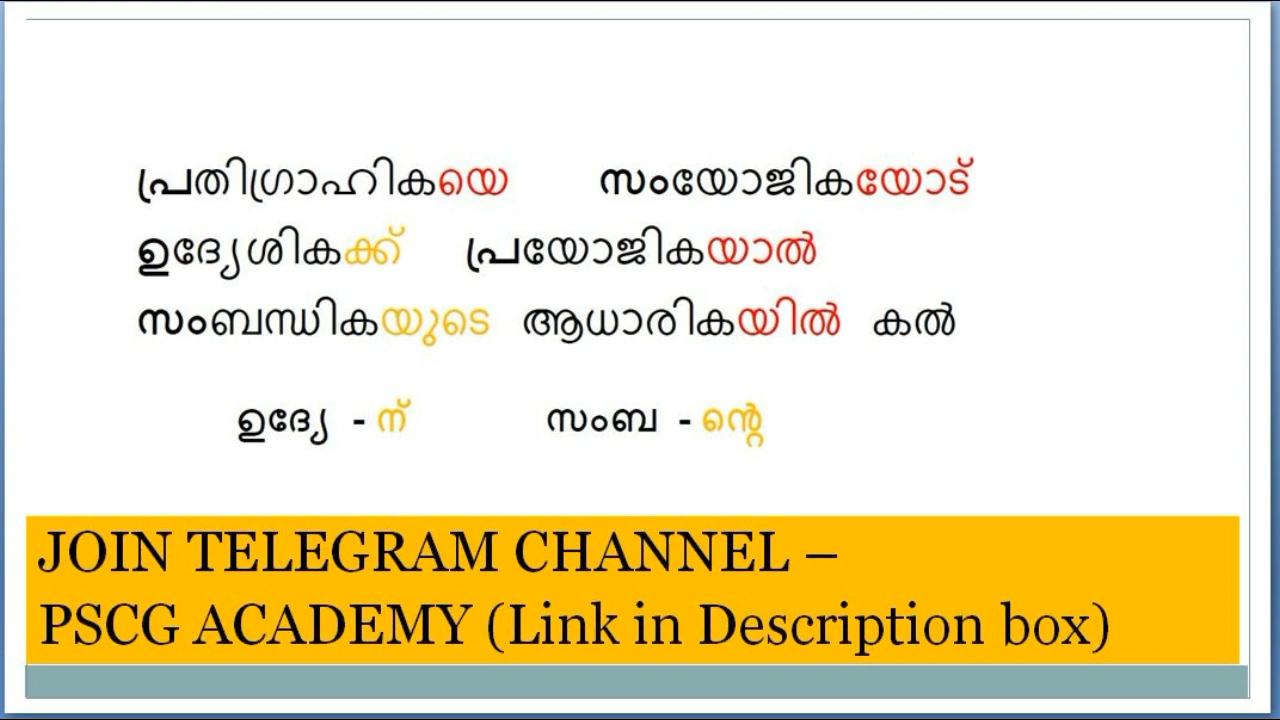 പ്രതിഗ്രാഹികയെ സംയോജികയോട്
ഉദ്യേശികക്ക് പ്രയോജികയാൽ
സംബന്ധികയുടെ ആധാരികയിൽ കൽ
ഉദ്യേ - ന് സംബ - ന്റെ
JOIN TELEGRAM CHANNEL –
PSCG ACADEMY (Link in Description box)